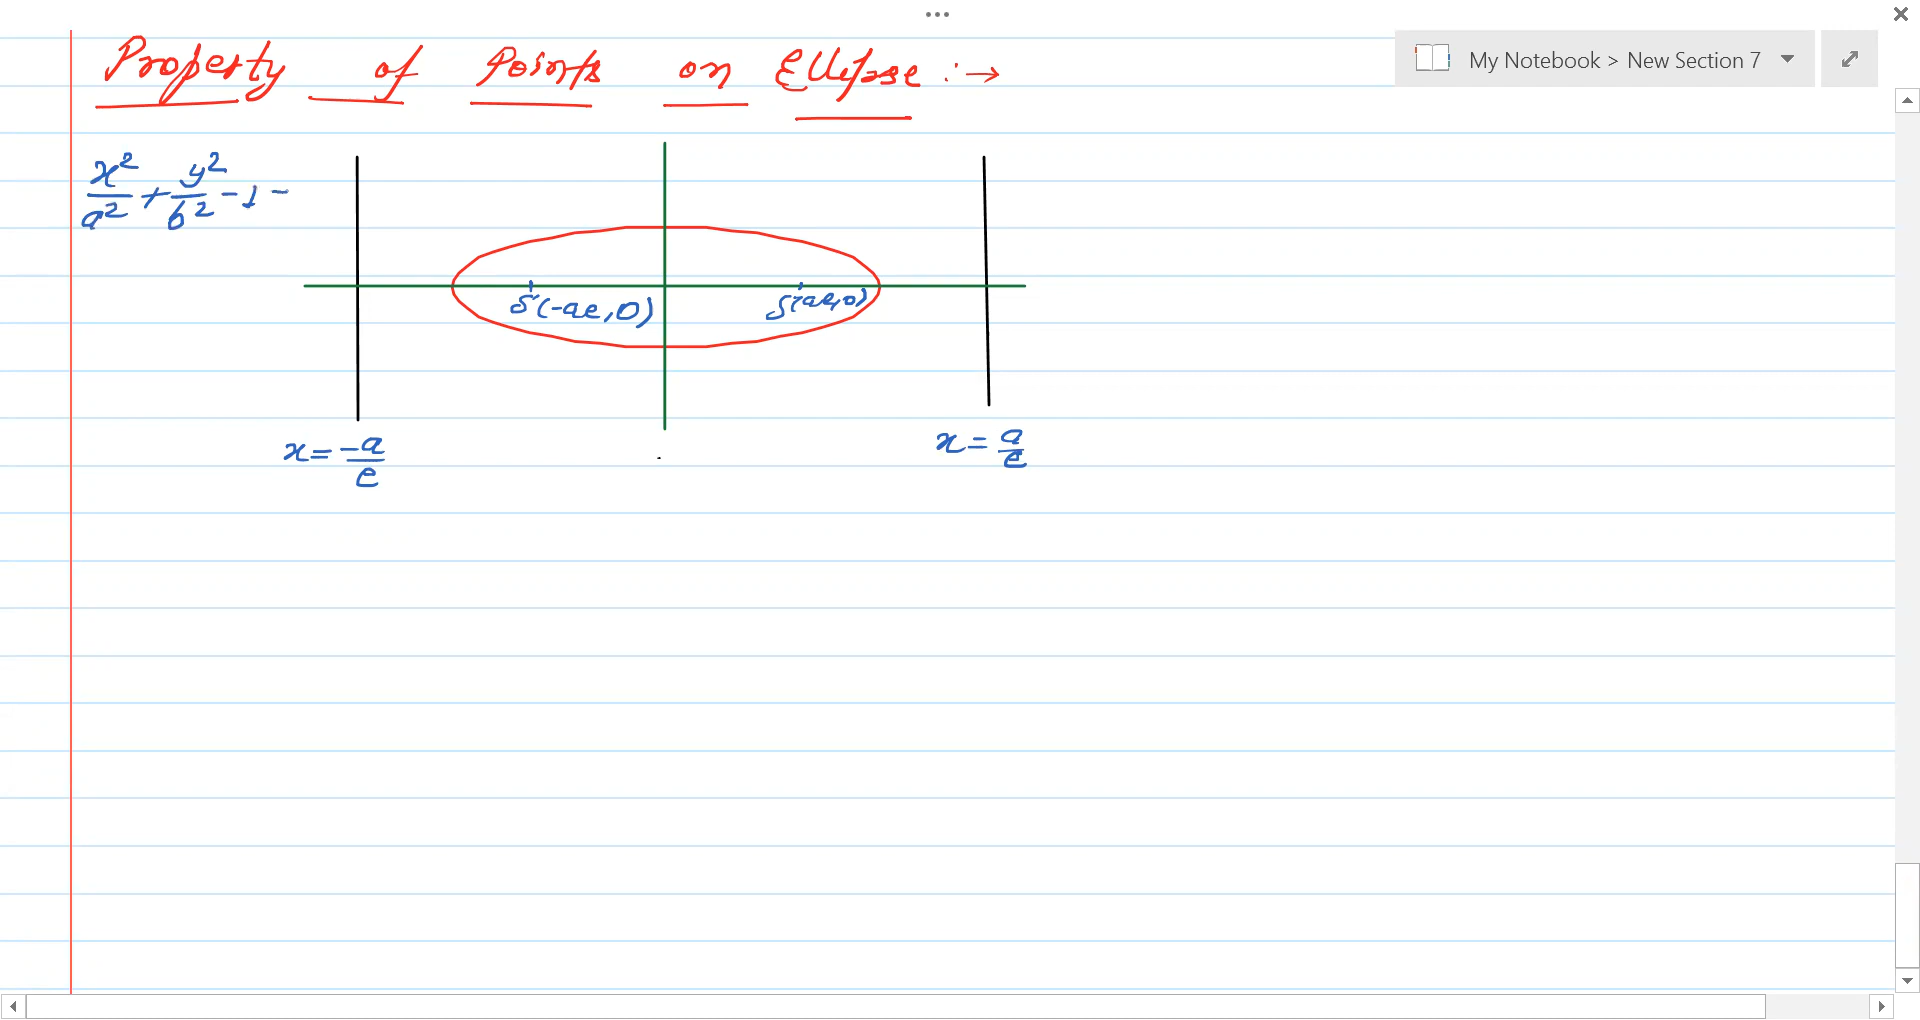 Property of Points on Ellipse :→
My Notebook > New Section 7
x²/a² + y²/b² - 1 =
S'(-ae, 0)
S(ae, 0)
x = -a/e
x = a/e